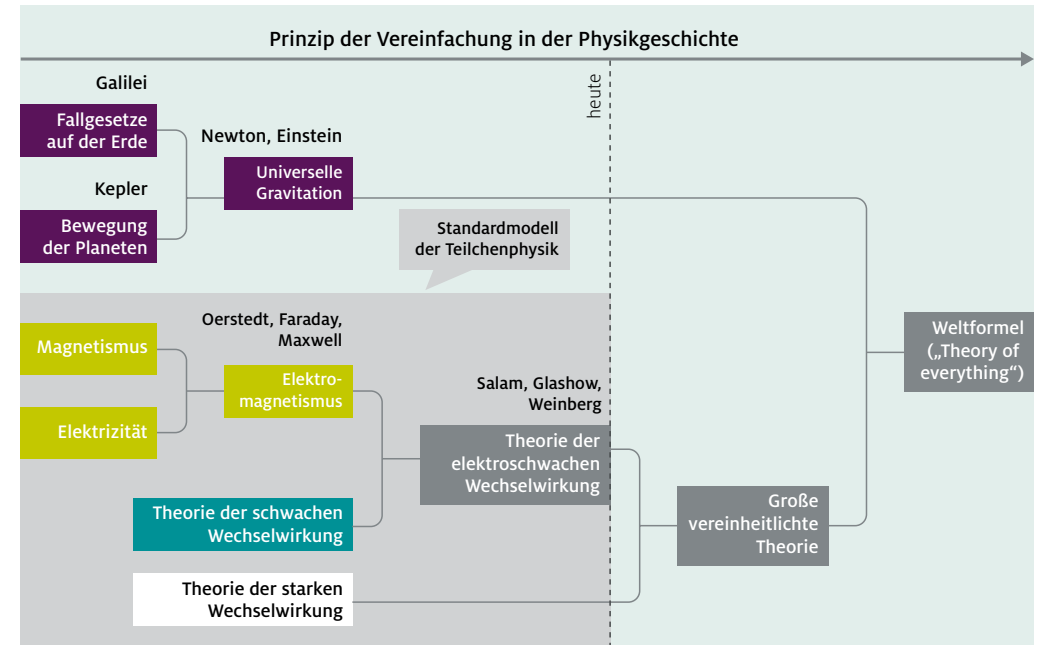 Prinzip der Vereinfachung in der Physikgeschichte
heute
Galilei
Fallgesetze
auf der Erde
Newton, Einstein
Universelle
Gravitation
Kepler
Bewegung
der Planeten
Standardmodell
der Teilchenphysik
Magnetismus
Oerstedt, Faraday,
Maxwell
Elektro-
magnetismus
Elektrizität
Salam, Glashow,
Weinberg
Theorie der
elektroschwachen
Wechselwirkung
Theorie der schwachen
Wechselwirkung
Theorie der starken
Wechselwirkung
Große
vereinheitlichte
Theorie
Weltformel
(„Theory of
everything“)